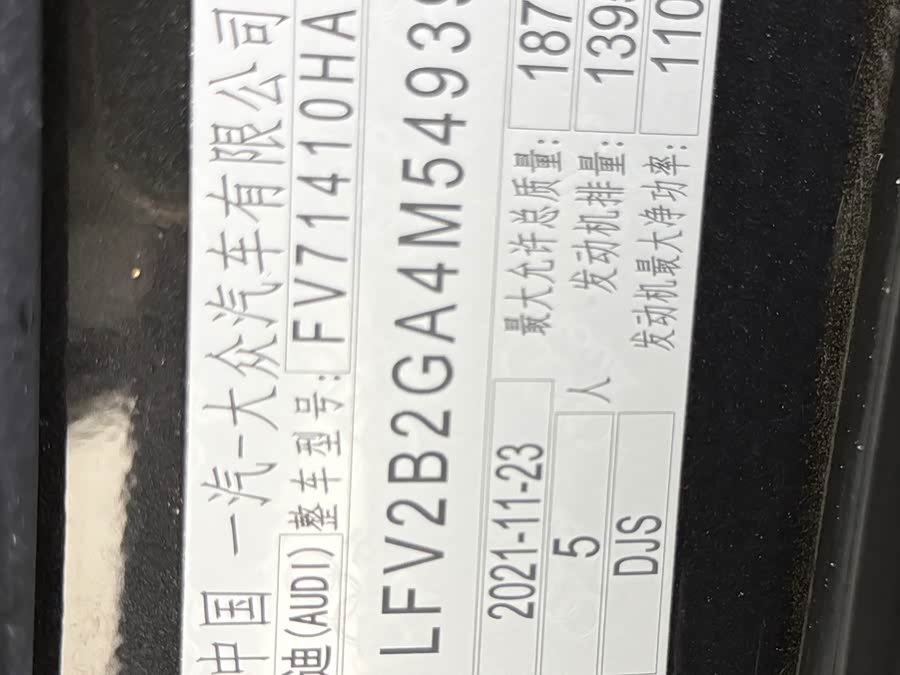 中国 一汽-大众汽车有限公司
迪(AUDI) 整车型号: FV71410HA
LFV2B2GA4M5493
2021-11-23 最大允许总质量: 187
5 人 发动机排量: 139
DJS 发动机最大净功率: 110